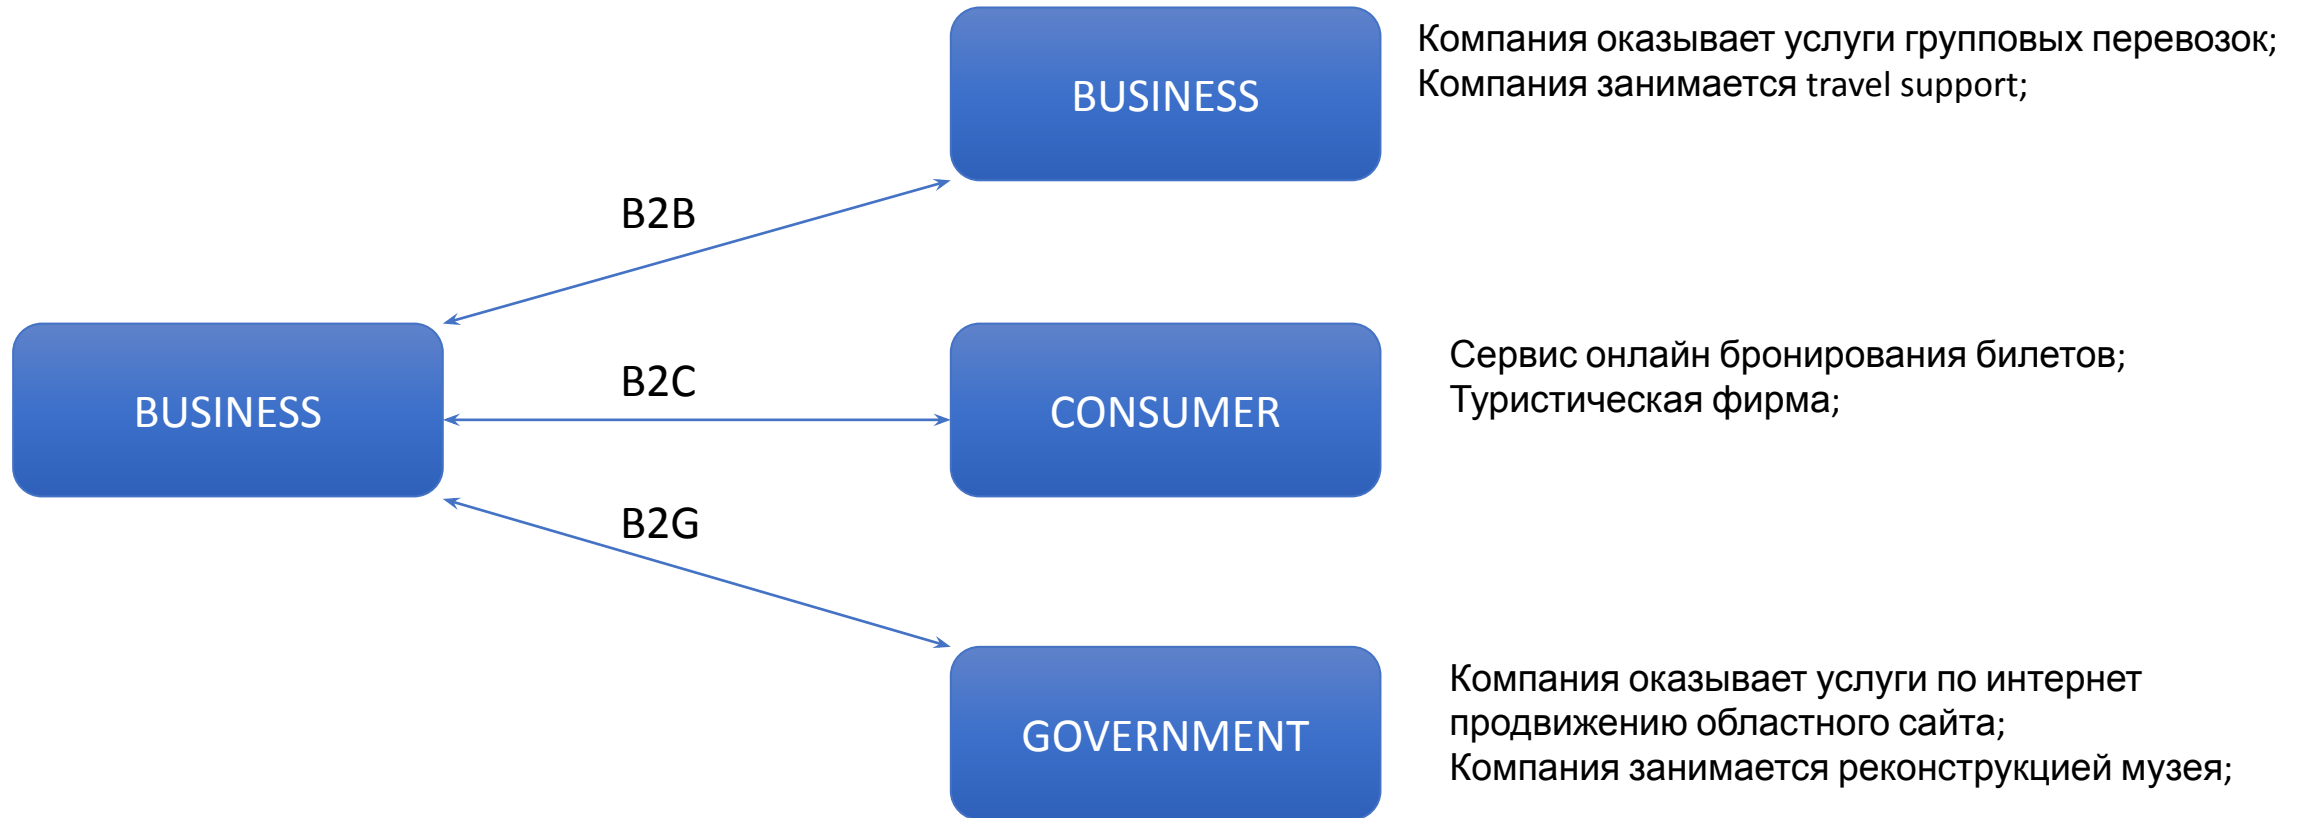 BUSINESS
Компания оказывает услуги групповых перевозок;
Компания занимается travel support;
B2B
BUSINESS
B2C
CONSUMER
Сервис онлайн бронирования билетов;
Туристическая фирма;
B2G
GOVERNMENT
Компания оказывает услуги по интернет
продвижению областного сайта;
Компания занимается реконструкцией музея;